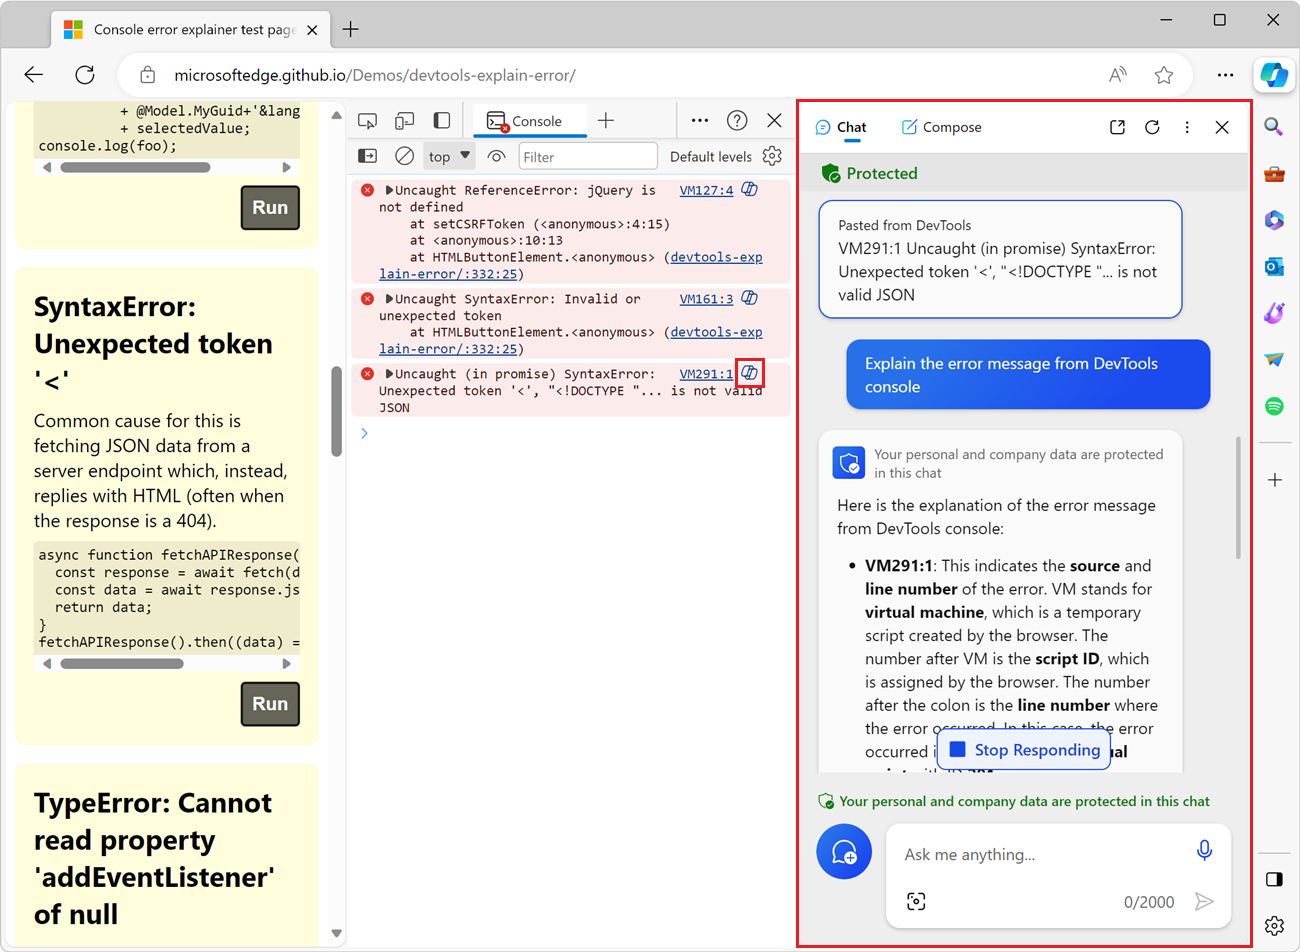 Console error explainer test page
microsoftedge.github.io/Demos/devtools-explain-error/
+ @Model.MyGuid+'&lang
+ selectedValue;
console.log(foo);
Run
SyntaxError:
Unexpected token
'<'
Common cause for this is
fetching JSON data from a
server endpoint which, instead,
replies with HTML (often when
the response is a 404).
async function fetchAPIResponse(
const response = await fetch(d
const data = await response.js
return data;
}
fetchAPIResponse().then((data) =
Run
TypeError: Cannot
read property
'addEventListener'
of null
Console
top
Filter
Default levels
Uncaught ReferenceError: jQuery is VM127:4
not defined
at setCSRFToken (<anonymous>:4:15)
at <anonymous>:10:13
at HTMLButtonElement.<anonymous> (devtools-exp
lain-error/:332:25)
Uncaught SyntaxError: Invalid or VM161:3
unexpected token
at HTMLButtonElement.<anonymous> (devtools-exp
lain-error/:332:25)
Uncaught (in promise) SyntaxError: VM291:1
Unexpected token '<', "<!DOCTYPE "... is not valid
JSON
Chat
Compose
Protected
Pasted from DevTools
VM291:1 Uncaught (in promise) SyntaxError:
Unexpected token '<', "<!DOCTYPE "... is not
valid JSON
Explain the error message from DevTools
console
Your personal and company data are protected
in this chat
Here is the explanation of the error message
from DevTools console:
• VM291:1: This indicates the source and
line number of the error. VM stands for
virtual machine, which is a temporary
script created by the browser. The
number after VM is the script ID, which
is assigned by the browser. The number
after the colon is the line number where
the error occurred. In this case, the error
occurred
Stop Responding
Your personal and company data are protected in this chat
Ask me anything...
0/2000